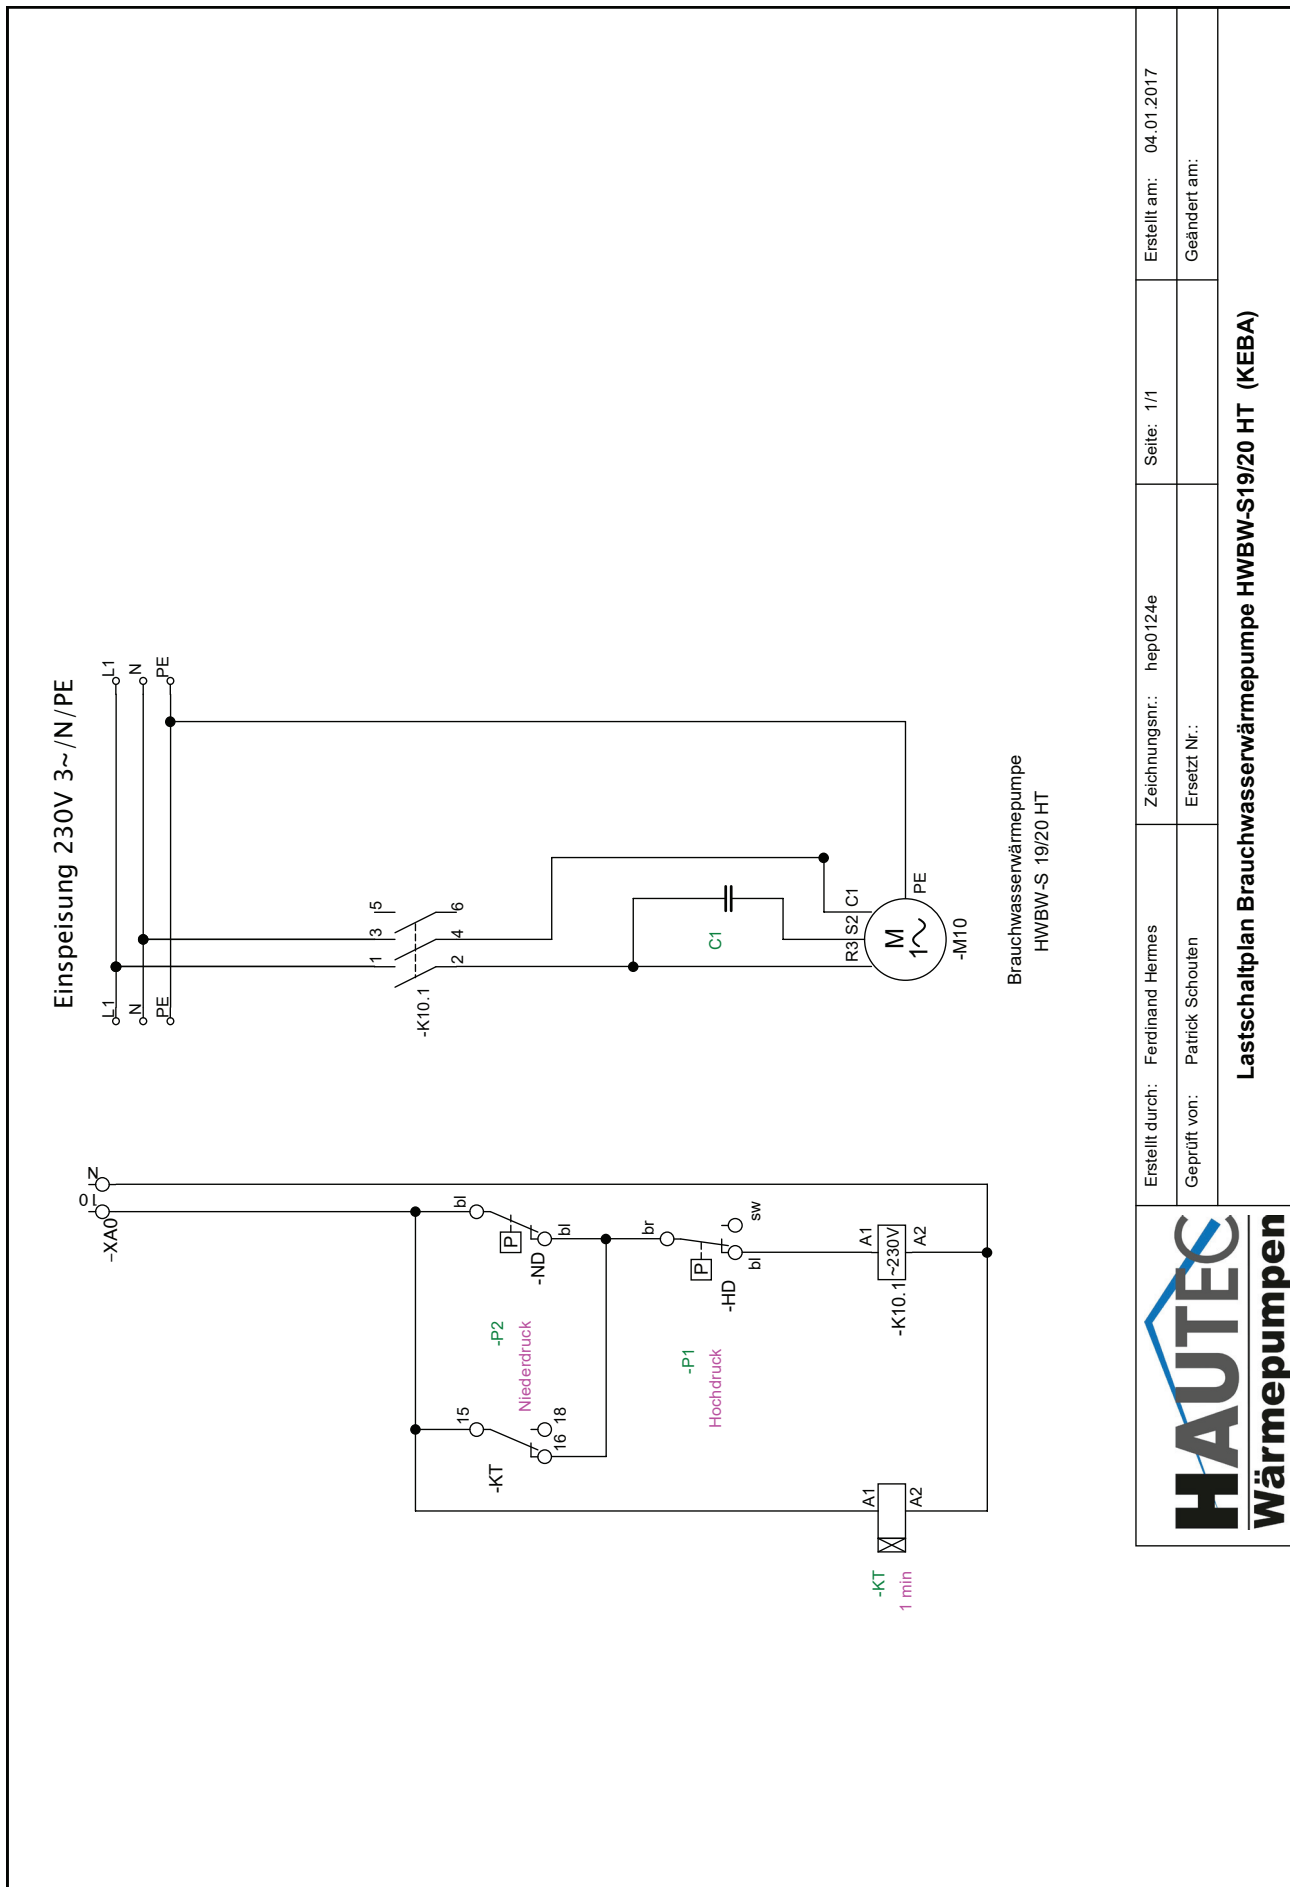 Einspeisung 230V 3~/N/PE
L1
N
PE
L1
N
PE
-XA0
10
N
-K10.1
1
3
5
2
4
6
C1
R3
S2
C1
M
1
PE
-M10
Brauchwasserwärmepumpe
HWBW-S 19/20 HT
-KT
15
16
18
-P2
Niederdruck
bl
P
-ND
bl
-P1
Hochdruck
br
P
-HD
bl
sw
-KT
1 min
A1
A2
-K10.1
~230V
A1
A2
HAUTEC
Wärmepumpen
Erstellt durch: Ferdinand Hermes
Zeichnungsnr.: hep0124e
Seite: 1/1
Erstellt am: 04.01.2017
Geprüft von: Patrick Schouten
Ersetzt Nr.:
Geändert am:
Lastschaltplan Brauchwasserwärmepumpe HWBW-S19/20 HT (KEBA)